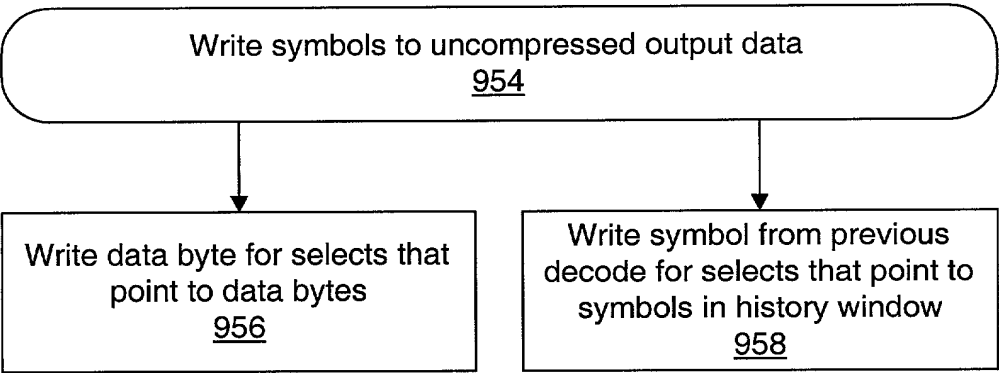 Write symbols to uncompressed output data
954
Write data byte for selects that
point to data bytes
956
Write symbol from previous
decode for selects that point to
symbols in history window
958